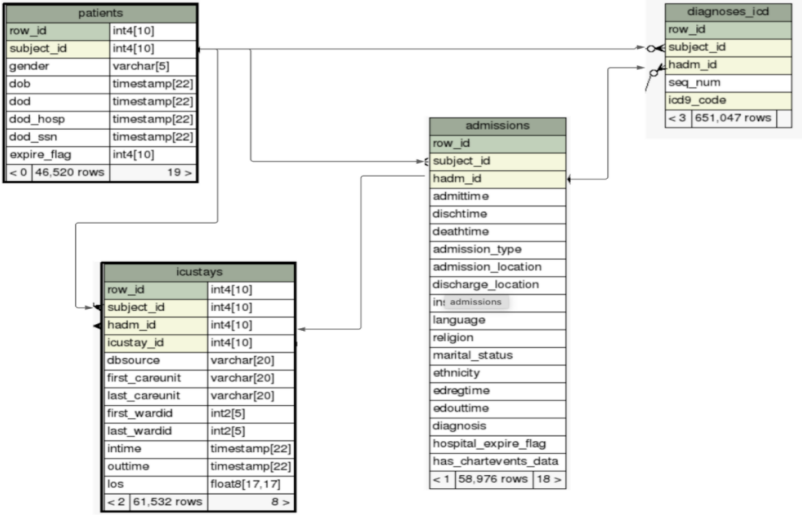 patients
row_id int4[10]
subject_id int4[10]
gender varchar[5]
dob timestamp[22]
dod timestamp[22]
dod_hosp timestamp[22]
dod_ssn timestamp[22]
expire_flag int4[10]
< 0 46,520 rows 19 >
diagnoses_icd
row_id
subject_id
hadm_id
seq_num
icd9_code
< 3 651,047 rows
admissions
row_id
subject_id
hadm_id
admittime
dischtime
deathtime
admission_type
admission_location
discharge_location
ins
admissions
language
religion
marital_status
ethnicity
edregtime
edouttime
diagnosis
hospital_expire_flag
has_chartevents_data
< 1 58,976 rows 18 >
icustays
row_id int4[10]
subject_id int4[10]
hadm_id int4[10]
icustay_id int4[10]
dbsource varchar[20]
first_careunit varchar[20]
last_careunit varchar[20]
first_wardid int2[5]
last_wardid int2[5]
intime timestamp[22]
outtime timestamp[22]
los float8[17,17]
< 2 61,532 rows 8 >